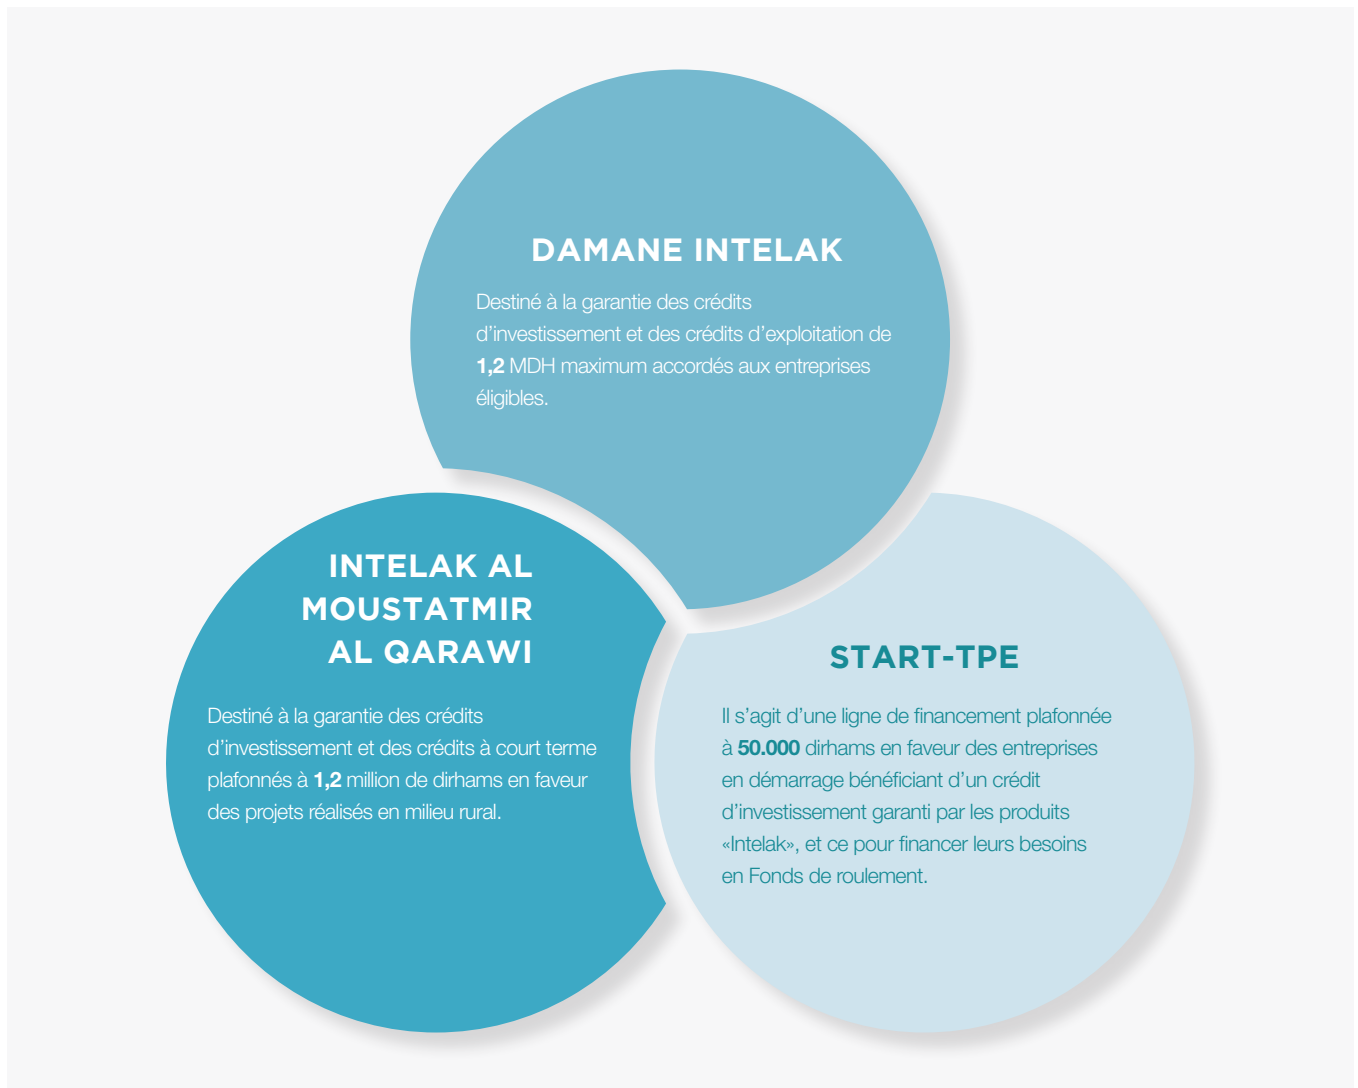 DAMANE INTELAK
Destiné à la garantie des crédits
d’investissement et des crédits d’exploitation de
1,2 MDH maximum accordés aux entreprises
éligibles.
INTELAK AL
MOUSTATMIR
AL QARAWI
Destiné à la garantie des crédits
d’investissement et des crédits à court terme
plafonnés à 1,2 million de dirhams en faveur
des projets réalisés en milieu rural.
START-TPE
Il s’agit d’une ligne de financement plafonnée
à 50.000 dirhams en faveur des entreprises
en démarrage bénéficiant d’un crédit
d’investissement garanti par les produits
«Intelak», et ce pour financer leurs besoins
en Fonds de roulement.